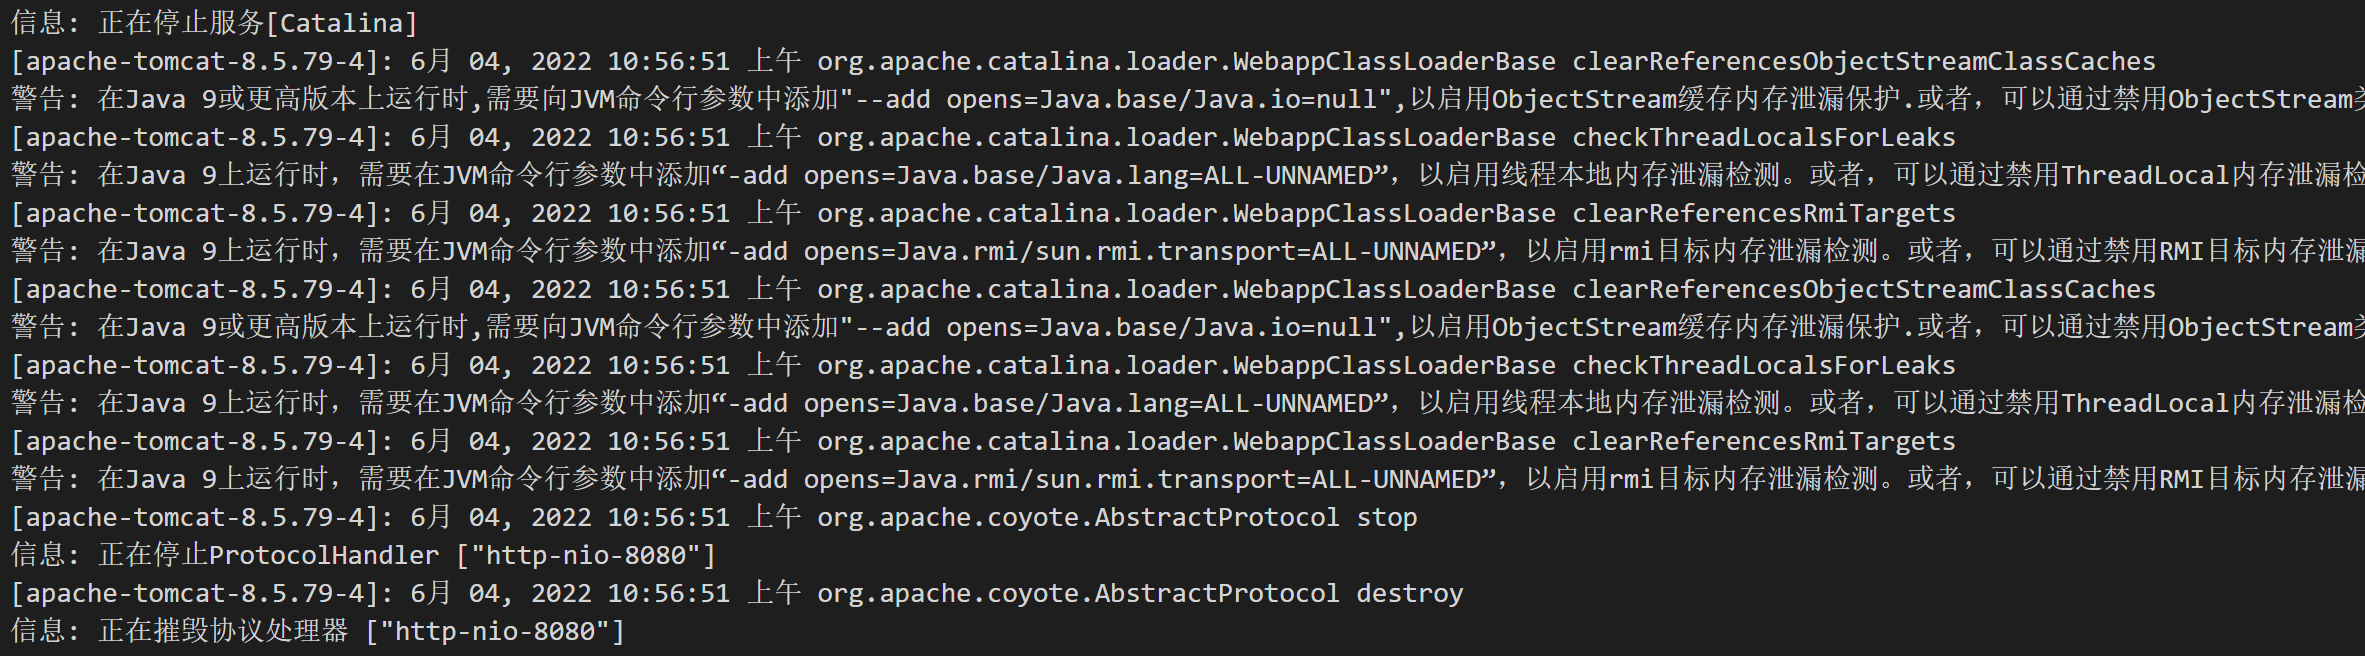 信息: 正在停止服务[Catalina]
[apache-tomcat-8.5.79-4]: 6月 04, 2022 10:56:51 上午 org.apache.catalina.loader.WebappClassLoaderBase clearReferencesObjectStreamClassCaches
警告: 在Java 9或更高版本上运行时,需要向JVM命令行参数中添加"--add opens=Java.base/Java.io=null",以启用ObjectStream缓存内存泄漏保护.或者，可以通过禁用ObjectStream类
[apache-tomcat-8.5.79-4]: 6月 04, 2022 10:56:51 上午 org.apache.catalina.loader.WebappClassLoaderBase checkThreadLocalsForLeaks
警告: 在Java 9上运行时，需要在JVM命令行参数中添加“-add opens=Java.base/Java.lang=ALL-UNNAMED”，以启用线程本地内存泄漏检测。或者，可以通过禁用ThreadLocal内存泄漏检
[apache-tomcat-8.5.79-4]: 6月 04, 2022 10:56:51 上午 org.apache.catalina.loader.WebappClassLoaderBase clearReferencesRmiTargets
警告: 在Java 9上运行时，需要在JVM命令行参数中添加“-add opens=Java.rmi/sun.rmi.transport=ALL-UNNAMED”，以启用rmi目标内存泄漏检测。或者，可以通过禁用RMI目标内存泄漏
[apache-tomcat-8.5.79-4]: 6月 04, 2022 10:56:51 上午 org.apache.catalina.loader.WebappClassLoaderBase clearReferencesObjectStreamClassCaches
警告: 在Java 9或更高版本上运行时,需要向JVM命令行参数中添加"--add opens=Java.base/Java.io=null",以启用ObjectStream缓存内存泄漏保护.或者，可以通过禁用ObjectStream类
[apache-tomcat-8.5.79-4]: 6月 04, 2022 10:56:51 上午 org.apache.catalina.loader.WebappClassLoaderBase checkThreadLocalsForLeaks
警告: 在Java 9上运行时，需要在JVM命令行参数中添加“-add opens=Java.base/Java.lang=ALL-UNNAMED”，以启用线程本地内存泄漏检测。或者，可以通过禁用ThreadLocal内存泄漏检
[apache-tomcat-8.5.79-4]: 6月 04, 2022 10:56:51 上午 org.apache.catalina.loader.WebappClassLoaderBase clearReferencesRmiTargets
警告: 在Java 9上运行时，需要在JVM命令行参数中添加“-add opens=Java.rmi/sun.rmi.transport=ALL-UNNAMED”，以启用rmi目标内存泄漏检测。或者，可以通过禁用RMI目标内存泄漏
[apache-tomcat-8.5.79-4]: 6月 04, 2022 10:56:51 上午 org.apache.coyote.AbstractProtocol stop
信息: 正在停止ProtocolHandler ["http-nio-8080"]
[apache-tomcat-8.5.79-4]: 6月 04, 2022 10:56:51 上午 org.apache.coyote.AbstractProtocol destroy
信息: 正在摧毁协议处理器 ["http-nio-8080"]